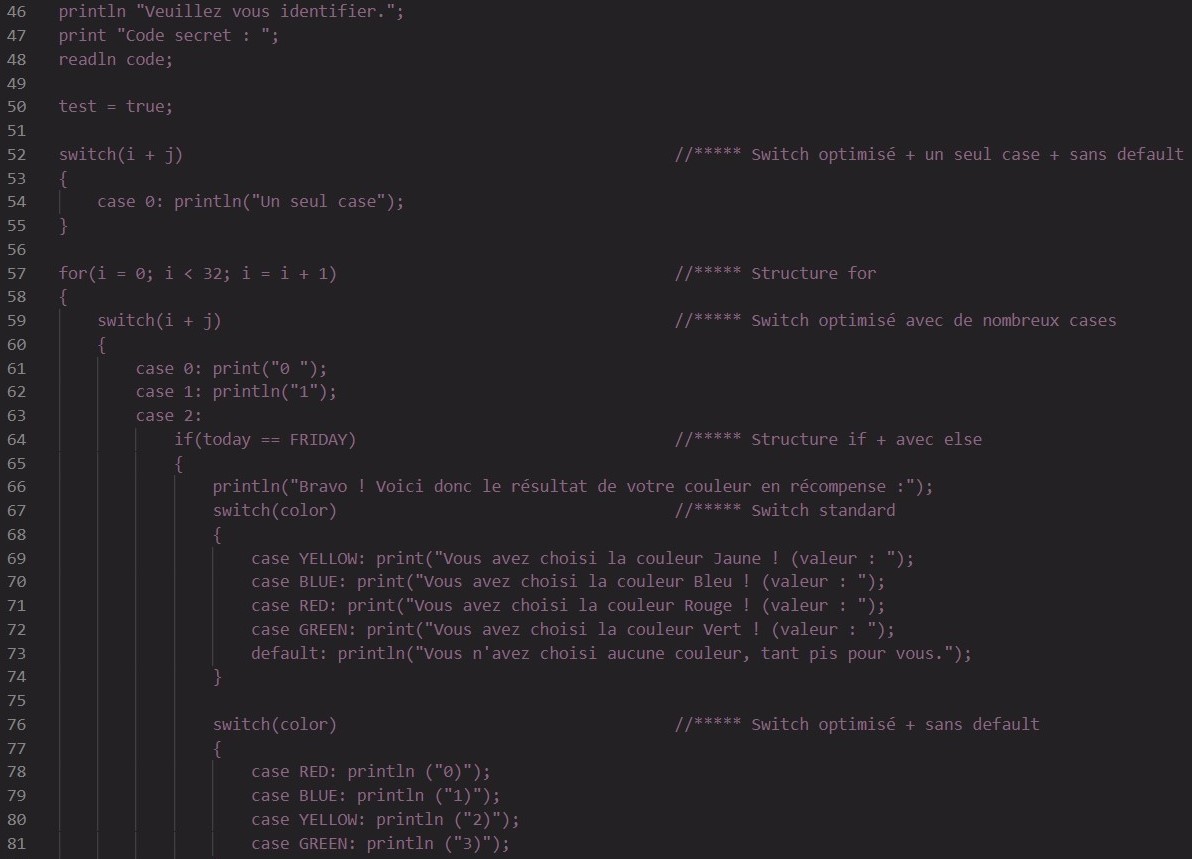 46 println "Veuillez vous identifier.";
47 print "Code secret : ";
48 readln code;
49
50 test = true;
51
52 switch(i + j) //***** Switch optimisé + un seul case + sans default
53 {
54 case 0: println("Un seul case");
55 }
56
57 for(i = 0; i < 32; i = i + 1) //***** Structure for
58 {
59 switch(i + j) //***** Switch optimisé avec de nombreux cases
60 {
61 case 0: print("0 ");
62 case 1: println("1");
63 case 2:
64 if(today == FRIDAY) //***** Structure if + avec else
65 {
66 println("Bravo ! Voici donc le résultat de votre couleur en récompense :");
67 switch(color) //***** Switch standard
68 {
69 case YELLOW: print("Vous avez choisi la couleur Jaune ! (valeur : ");
70 case BLUE: print("Vous avez choisi la couleur Bleu ! (valeur : ");
71 case RED: print("Vous avez choisi la couleur Rouge ! (valeur : ");
72 case GREEN: print("Vous avez choisi la couleur Vert ! (valeur : ");
73 default: println("Vous n'avez choisi aucune couleur, tant pis pour vous.");
74 }
75
76 switch(color) //***** Switch optimisé + sans default
77 {
78 case RED: println ("0)");
79 case BLUE: println ("1)");
80 case YELLOW: println ("2)");
81 case GREEN: println ("3)");